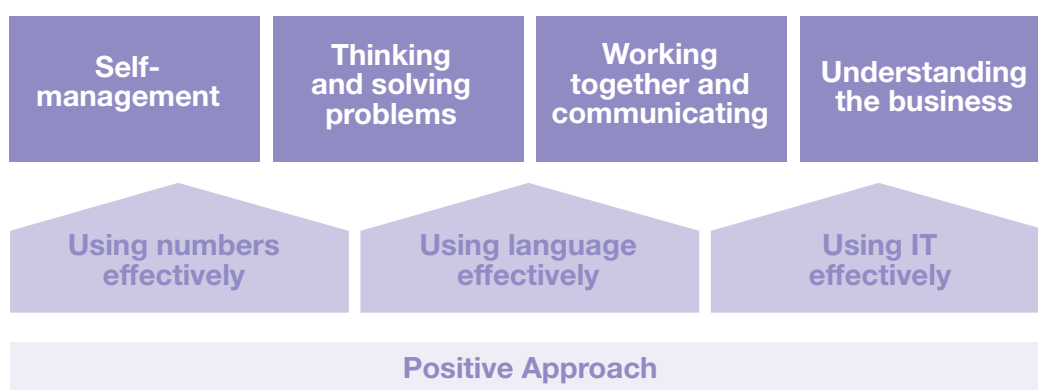 Self-
management
Thinking
and solving
problems
Working
together and
communicating
Understanding
the business
Using numbers
effectively
Using language
effectively
Using IT
effectively
Positive Approach